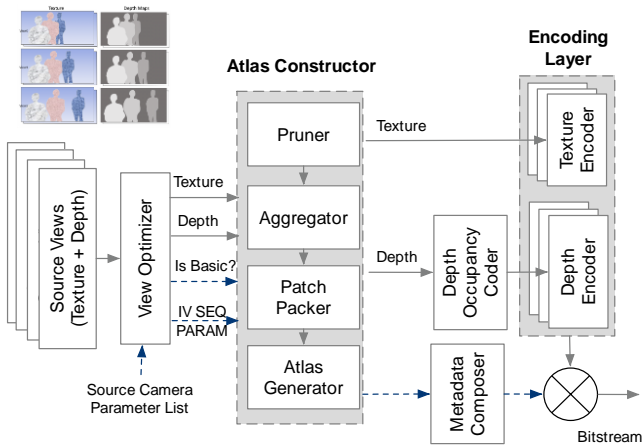 Texture
Depth Maps
Encoding
Layer
Atlas Constructor
Pruner
Texture
Texture
Encoder
Source Views
(Texture + Depth)
View Optimizer
Texture
Depth
Is Basic?
IV SEQ
PARAM
Aggregator
Patch
Packer
Depth
Depth
Occupancy
Coder
Depth
Encoder
Atlas
Generator
Metadata
Composer
Source Camera
Parameter List
Bitstream